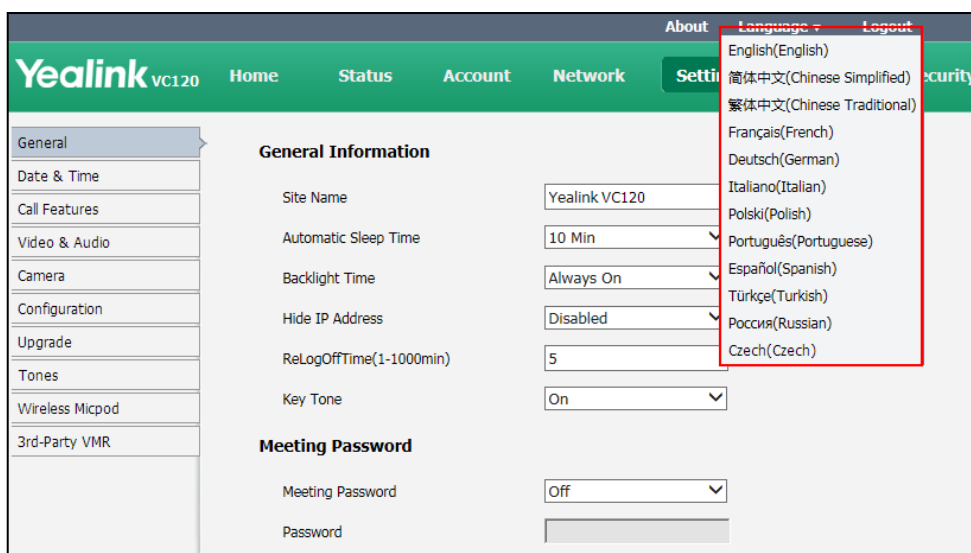 About Language Logout
Yealink VC120 Home Status Account Network
English(English)
简体中文(Chinese Simplified)
繁体中文(Chinese Traditional)
Français(French)
Deutsch(German)
Italiano(Italian)
Polski(Polish)
Português(Portuguese)
Español(Spanish)
Türkçe(Turkish)
Россия(Russian)
Czech(Czech)
General
Date & Time
Call Features
Video & Audio
Camera
Configuration
Upgrade
Tones
Wireless Micpod
3rd-Party VMR
General Information
Site Name Yealink VC120
Automatic Sleep Time 10 Min
Backlight Time Always On
Hide IP Address Disabled
ReLogOffTime(1-1000min) 5
Key Tone On
Meeting Password
Meeting Password Off
Password